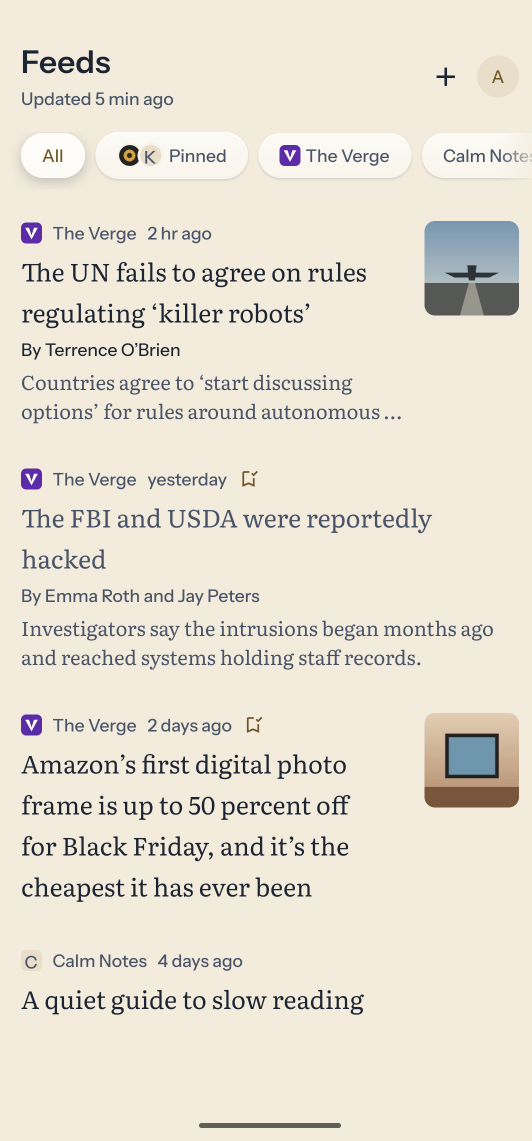 Feeds
Updated 5 min ago
A
All
K Pinned
The Verge
Calm Notes
The Verge 2 hr ago
The UN fails to agree on rules
regulating ‘killer robots’
By Terrence O’Brien
Countries agree to ‘start discussing
options’ for rules around autonomous …
The Verge yesterday
The FBI and USDA were reportedly
hacked
By Emma Roth and Jay Peters
Investigators say the intrusions began months ago
and reached systems holding staff records.
The Verge 2 days ago
Amazon’s first digital photo
frame is up to 50 percent off
for Black Friday, and it’s the
cheapest it has ever been
C Calm Notes 4 days ago
A quiet guide to slow reading